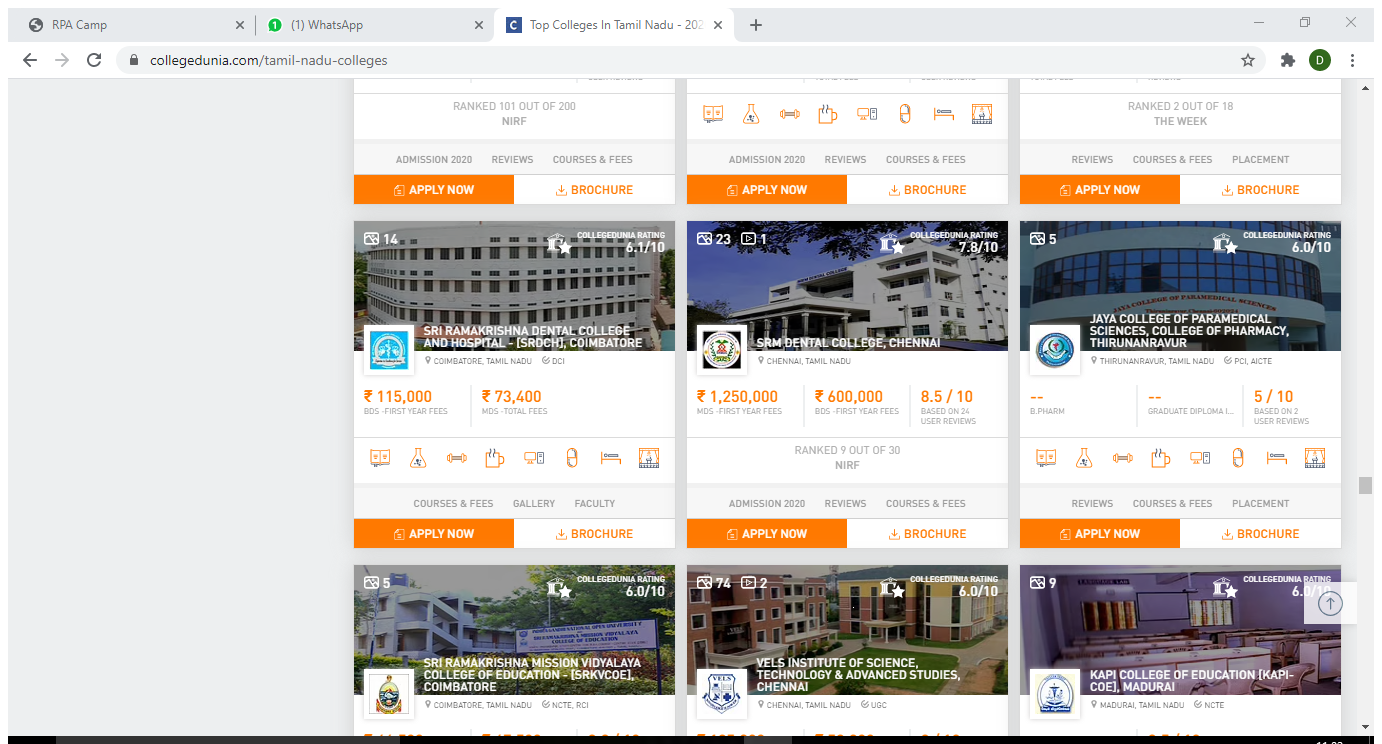 RPA Camp
(1) WhatsApp
Top Colleges In Tamil Nadu - 202
collegedunia.com/tamil-nadu-colleges
D
RANKED 101 OUT OF 200
NIRF
RANKED 2 OUT OF 18
THE WEEK
ADMISSION 2020 REVIEWS COURSES & FEES
ADMISSION 2020 REVIEWS COURSES & FEES
REVIEWS COURSES & FEES PLACEMENT
APPLY NOW BROCHURE
APPLY NOW BROCHURE
APPLY NOW BROCHURE
14
COLLEGEDUNIA RATING
6.1/10
SRI RAMAKRISHNA DENTAL COLLEGE
AND HOSPITAL - [SRDCH], COIMBATORE
COIMBATORE, TAMIL NADU DCI
₹ 115,000 ₹ 73,400
BDS -FIRST YEAR FEES MDS -TOTAL FEES
COURSES & FEES GALLERY FACULTY
APPLY NOW BROCHURE
23 1
COLLEGEDUNIA RATING
7.8/10
SRM DENTAL COLLEGE, CHENNAI
CHENNAI, TAMIL NADU
₹ 1,250,000 ₹ 600,000 8.5 / 10
MDS -FIRST YEAR FEES BDS -FIRST YEAR FEES BASED ON 24
USER REVIEWS
RANKED 9 OUT OF 30
NIRF
ADMISSION 2020 REVIEWS COURSES & FEES
APPLY NOW BROCHURE
5
COLLEGEDUNIA RATING
6.0/10
JAYA COLLEGE OF PARAMEDICAL SCIENCES
JAYA COLLEGE OF PARAMEDICAL
SCIENCES, COLLEGE OF PHARMACY,
THIRUNANRAVUR
THIRUNANRAVUR, TAMIL NADU PCI, AICTE
-- -- 5 / 10
B.PHARM GRADUATE DIPLOMA I... BASED ON 2
USER REVIEWS
REVIEWS COURSES & FEES PLACEMENT
APPLY NOW BROCHURE
5
COLLEGEDUNIA RATING
6.0/10
SRI RAMAKRISHNA MISSION VIDYALAYA
COLLEGE OF EDUCATION - [SRKVCOE],
COIMBATORE
COIMBATORE, TAMIL NADU NCTE, RCI
74 2
COLLEGEDUNIA RATING
6.0/10
VELS INSTITUTE OF SCIENCE,
TECHNOLOGY & ADVANCED STUDIES,
CHENNAI
VELS
CHENNAI, TAMIL NADU UGC
9
COLLEGEDUNIA RATING
6.0/10
KAPI COLLEGE OF EDUCATION [KAPI-
COE], MADURAI
MADURAI, TAMIL NADU NCTE